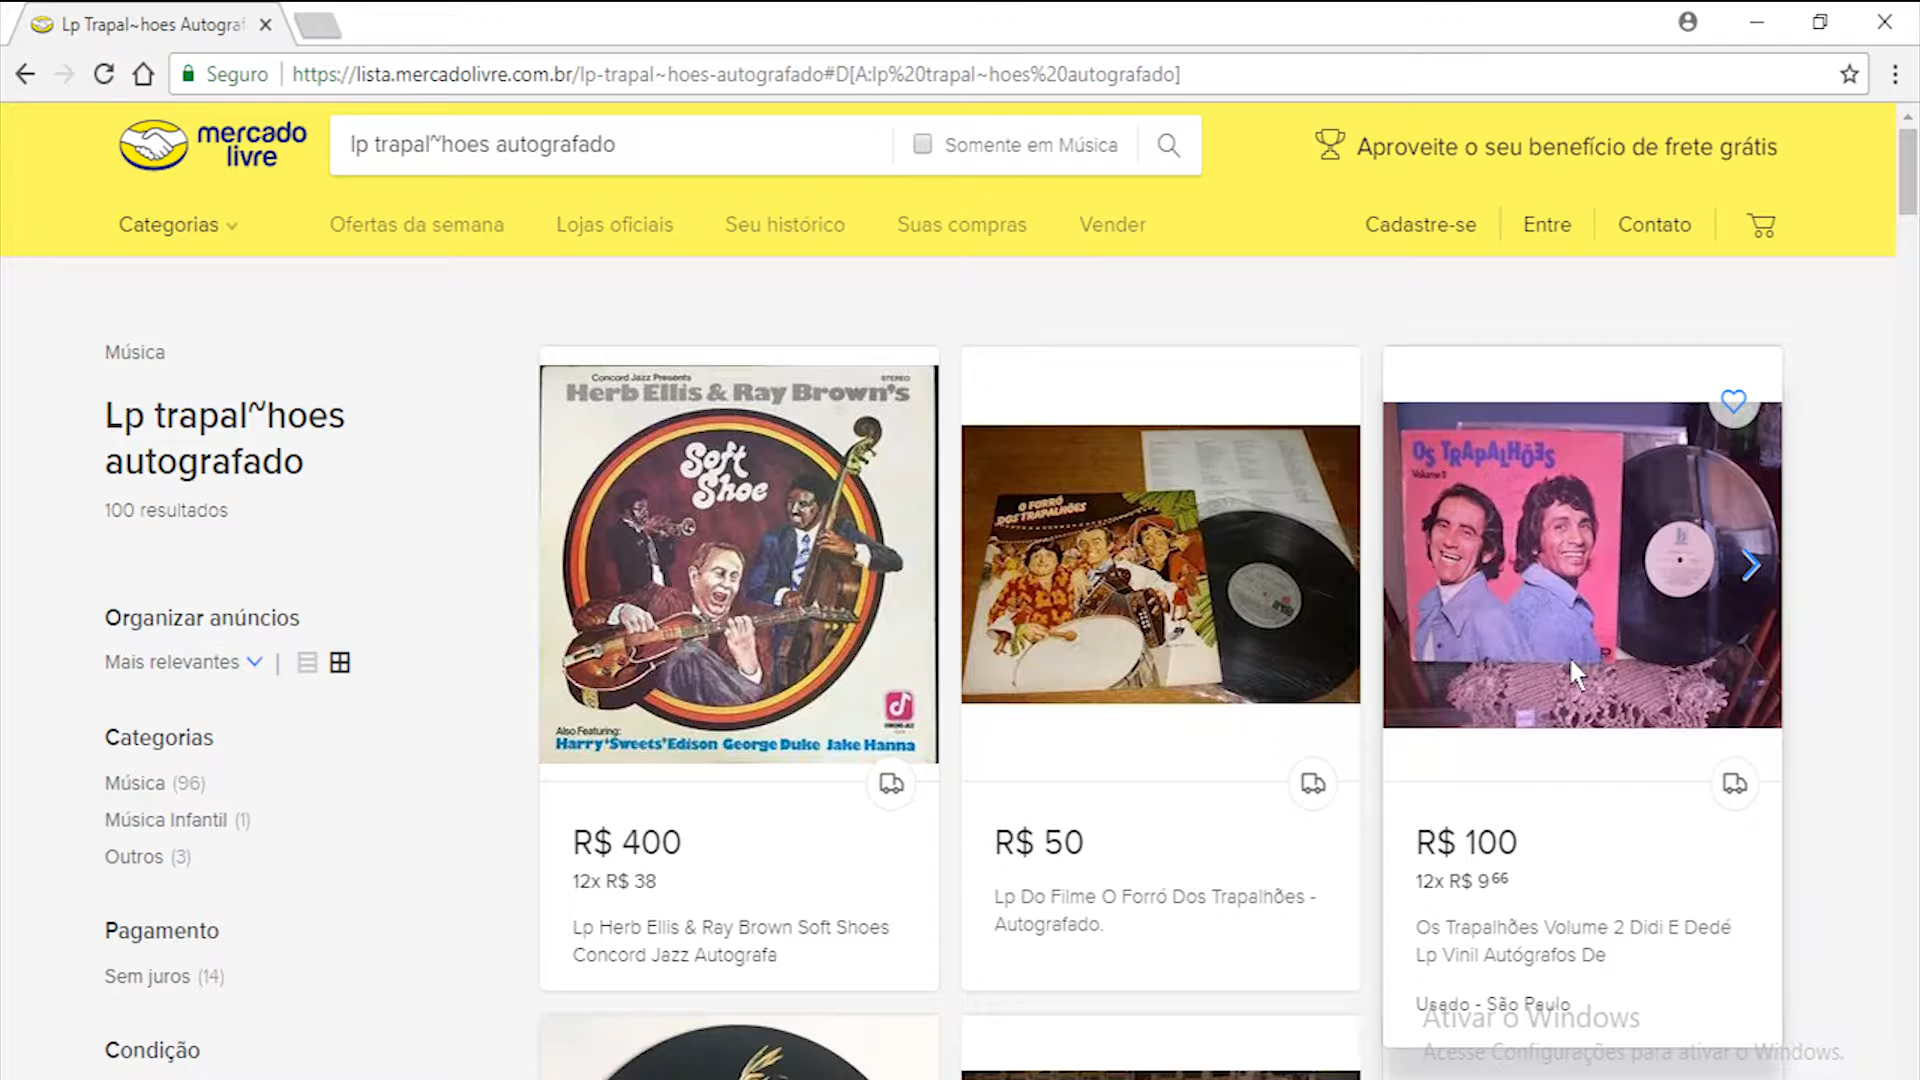 Lp Trapal~hoes Autograf
Seguro
https://lista.mercadolivre.com.br/lp-trapal~hoes-autografado#D[A:lp%20trapal~hoes%20autografado]
mercado
livre
lp trapal~hoes autografado
Somente em Música
Aproveite o seu benefício de frete grátis
Categorias
Ofertas da semana
Lojas oficiais
Seu histórico
Suas compras
Vender
Cadastre-se
Entre
Contato
Música
Lp trapal~hoes
autografado
100 resultados
Organizar anúncios
Mais relevantes
Categorias
Música (96)
Música Infantil (1)
Outros (3)
Pagamento
Sem juros (14)
Condição
Concord Jazz Presents
STEREO
Herb Ellis & Ray Brown's
Soft
Shoe
Also Featuring:
Harry 'Sweets' Edison George Duke Jake Hanna
R$ 400
12x R$ 38
Lp Herb Ellis & Ray Brown Soft Shoes
Concord Jazz Autografa
O FORRÓ
DOS TRAPALHÕES
R$ 50
Lp Do Filme O Forró Dos Trapalhões -
Autografado.
OS TRAPALHÕES
Volume II
R$ 100
12x R$ 9 66
Os Trapalhões Volume 2 Didi E Dedé
Lp Vinil Autógrafos De
Usado - São Paulo
Ativar o Windows
Acesse Configurações para ativar o Windows.